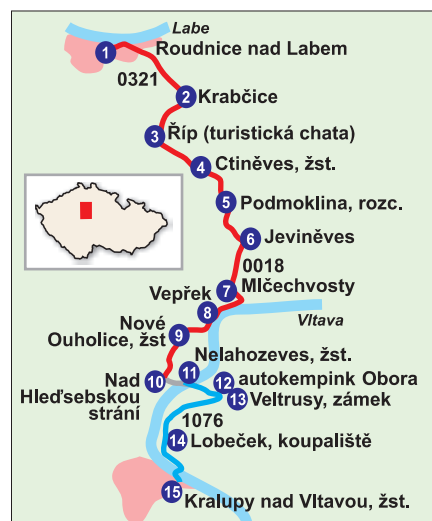 Labe
1 Roudnice nad Labem
0321
2 Krabčice
3 Říp (turistická chata)
4 Ctiněves, žst.
5 Podmoklina, rozc.
6 Jeviněves
0018
7 Mlčechvosty
Vepřek 8
Vltava
Nové
Ouholice, žst 9
Nelahozeves, žst.
11
Nad
Hleďsebskou
strání
10
12 autokempink Obora
13 Veltrusy, zámek
1076
14 Lobeček, koupaliště
15 Kralupy nad Vltavou, žst.